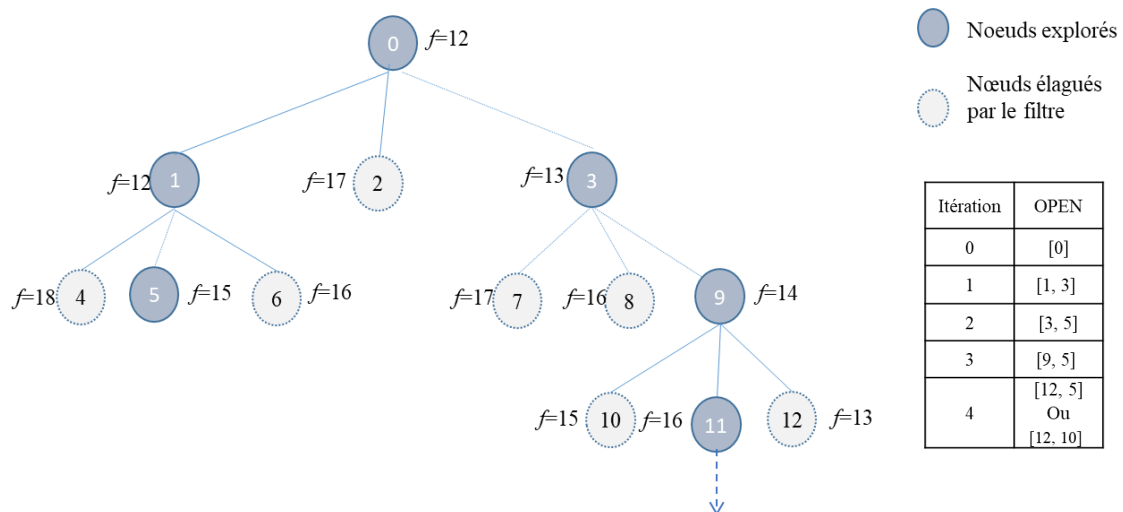 0
f=12
Noeuds explorés
Nœuds élagués
par le filtre
f=12
1
f=17
2
f=13
3
f=18
4
5
f=15
6
f=16
f=17
7
f=16
8
9
f=14
f=15
10
f=16
11
12
f=13
Itération OPEN
0 [0]
1 [1, 3]
2 [3, 5]
3 [9, 5]
4 [12, 5]
Ou
[12, 10]